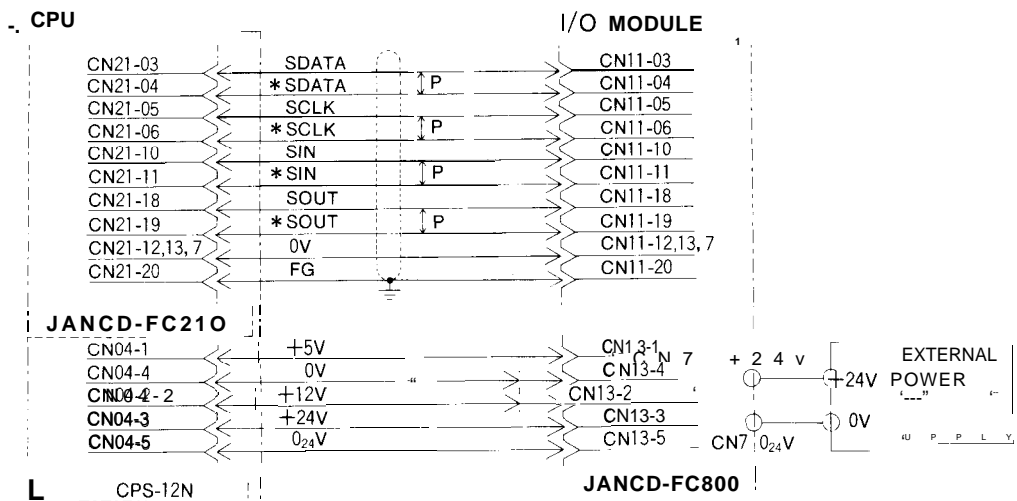 CPU I/O MODULE
CN21-03 SDATA CN11-03
CN21-04 *SDATA P CN11-04
CN21-05 SCLK CN11-05
CN21-06 *SCLK P CN11-06
CN21-10 SIN CN11-10
CN21-11 *SIN P CN11-11
CN21-18 SOUT CN11-18
CN21-19 *SOUT P CN11-19
CN21-12,13,7 0V CN11-12,13,7
CN21-20 FG CN11-20
JANCD-FC21O
CN04-1 +5V CN13-1 CN7 +24v EXTERNAL
CN04-4 0V CN13-4 +24V POWER
+12V CN13-2
CN04-3 +24V CN13-3 0V
CN04-5 024V CN13-5 CN7 024V UPPLY
L CPS-12N JANCD-FC800